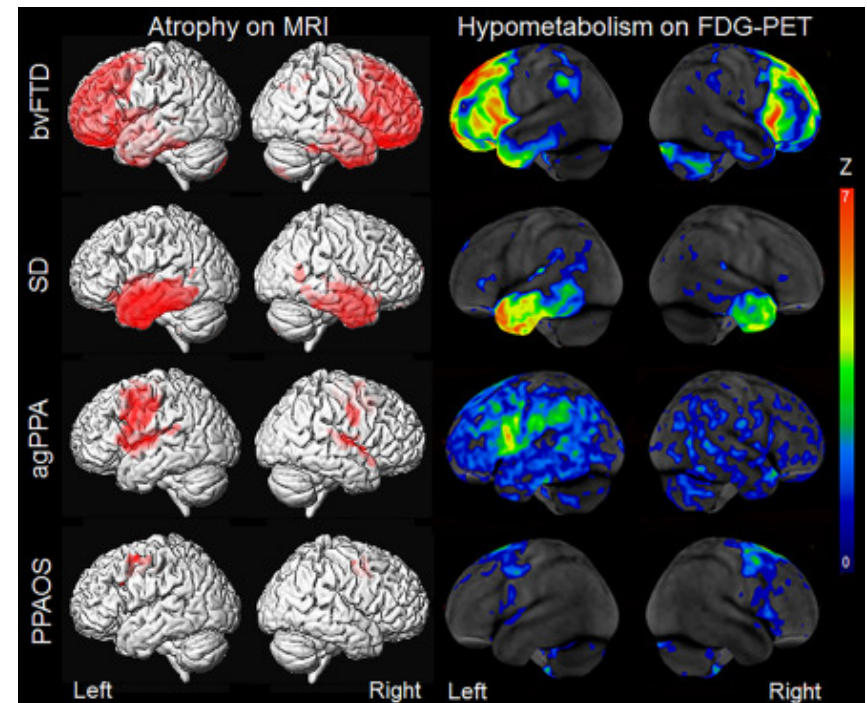 Atrophy on MRI
Hypometabolism on FDG-PET
bvFTD
SD
agPPA
PPAOS
Z
7
0
Left
Right
Left
Right